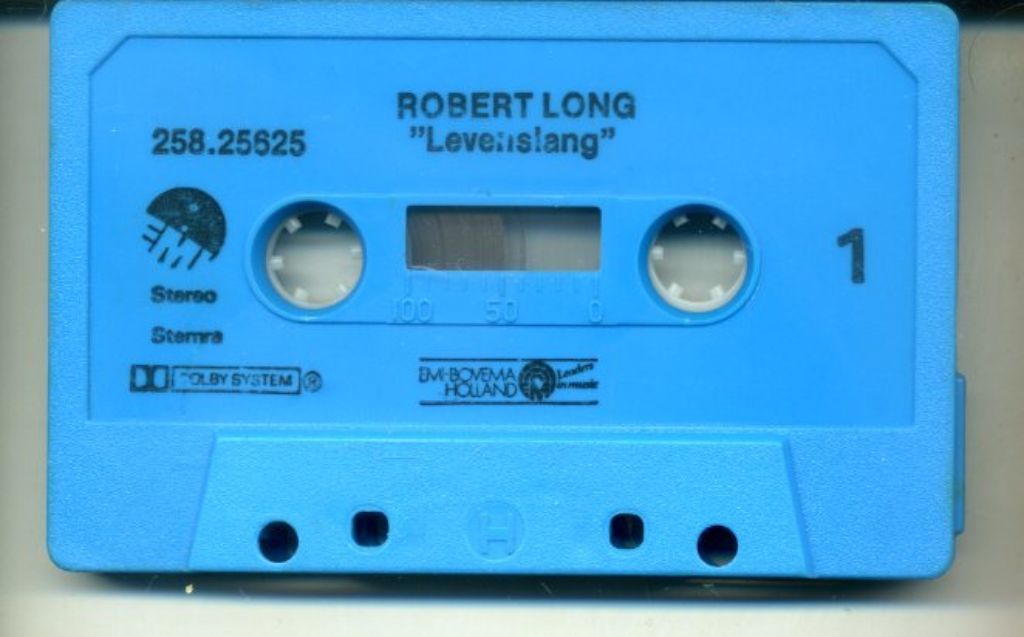 ROBERT LONG
"Levenslang"
258.25625
EMI
1
Stereo
Stemra
DOLBY SYSTEM ®
100 50 0
EMI-BOVEMA
HOLLAND
Leaders
in music
H